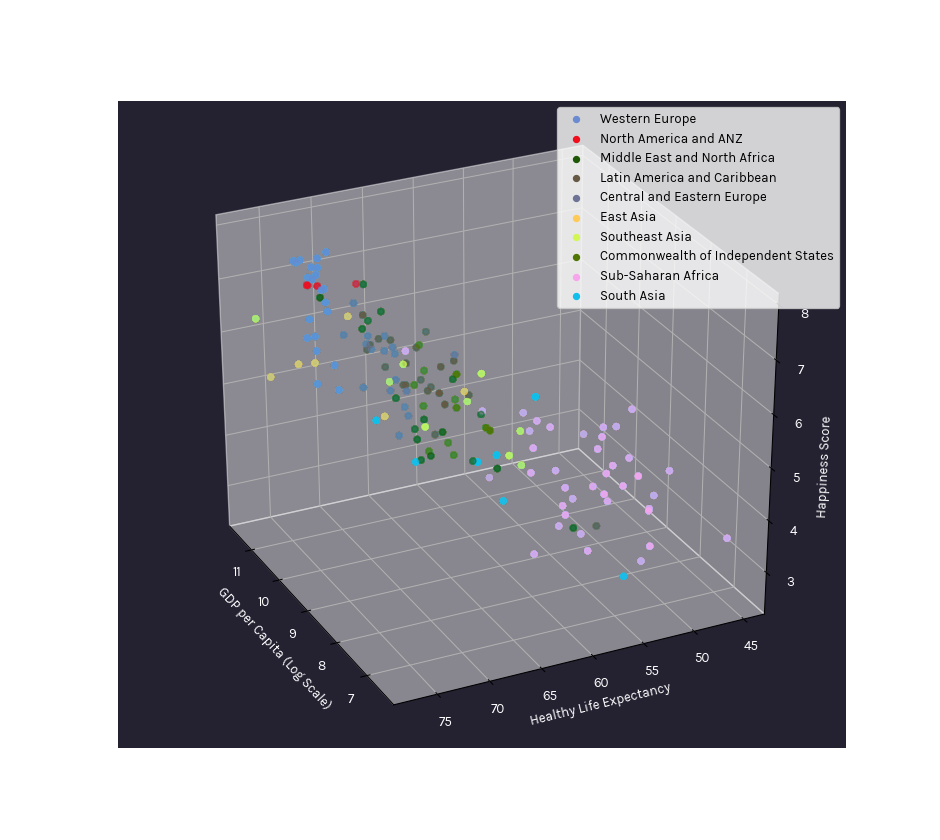 Western Europe
North America and ANZ
Middle East and North Africa
Latin America and Caribbean
Central and Eastern Europe
East Asia
Southeast Asia
Commonwealth of Independent States
Sub-Saharan Africa
South Asia
8
7
6
5
4
3
Happiness Score
11
10
9
8
7
GDP per Capita (Log Scale)
75
70
65
60
55
50
45
Healthy Life Expectancy